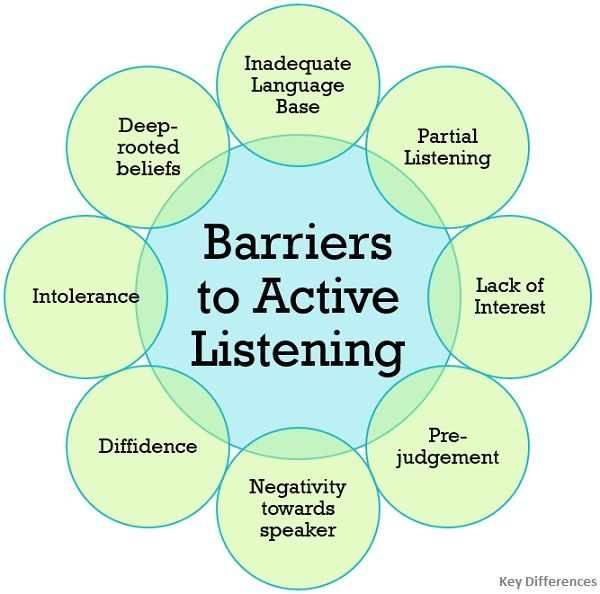 Barriers
to Active
Listening
Inadequate
Language
Base
Partial
Listening
Lack of
Interest
Pre-
judgement
Negativity
towards
speaker
Diffidence
Intolerance
Deep-
rooted
beliefs
Key Differences